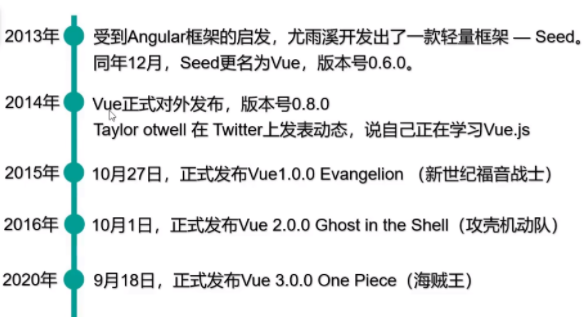 2013年 受到Angular框架的启发，尤雨溪开发出了一款轻量框架 — Seed。
同年12月，Seed更名为Vue，版本号0.6.0。
2014年 Vue正式对外发布，版本号0.8.0
Taylor otwell 在 Twitter上发表动态，说自己正在学习Vue.js
2015年 10月27日，正式发布Vue1.0.0 Evangelion （新世纪福音战士）
2016年 10月1日，正式发布Vue 2.0.0 Ghost in the Shell（攻壳机动队）
2020年 9月18日，正式发布Vue 3.0.0 One Piece（海贼王）